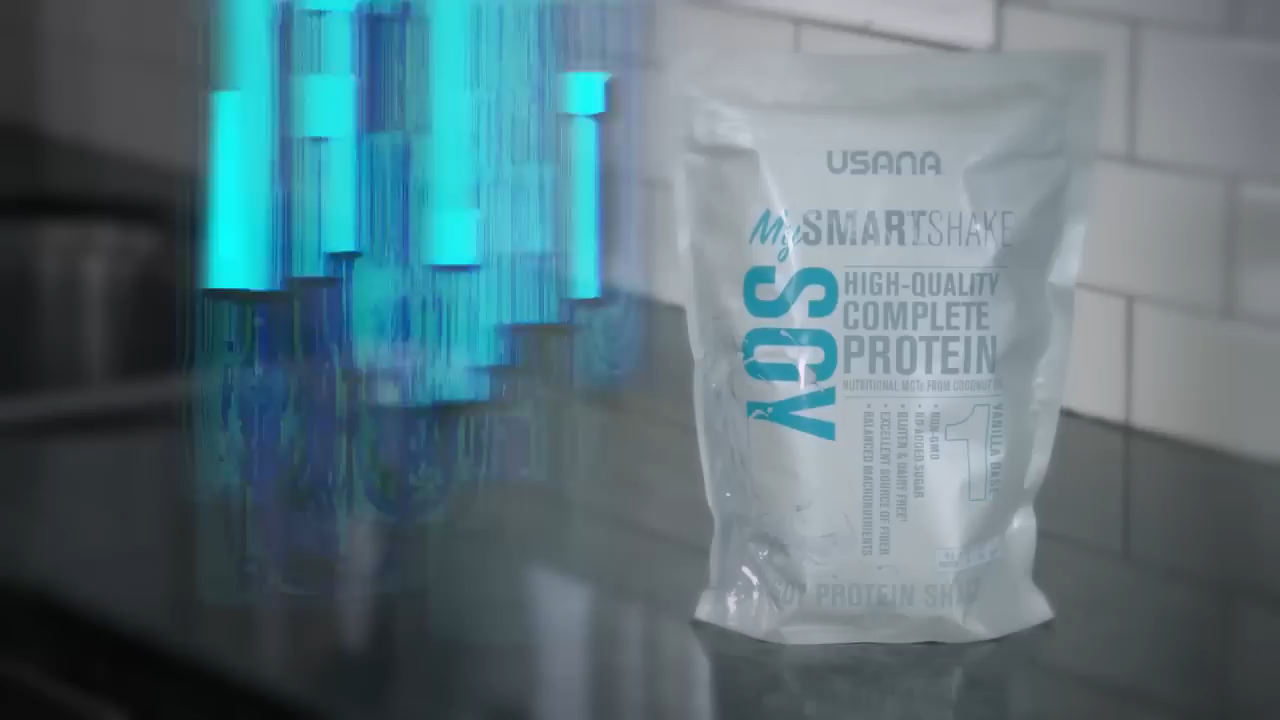 USANA
MySMARTSHAKE
SOY
HIGH-QUALITY
COMPLETE
PROTEIN
NUTRITIONAL MCTs FROM COCONUT
VANILLA BASE
1
• NON-GMO
• NO ADDED SUGAR
• GLUTEN & DAIRY FREE
• EXCELLENT SOURCE OF FIBER
• BALANCED MACRONUTRIENTS
PROTEIN